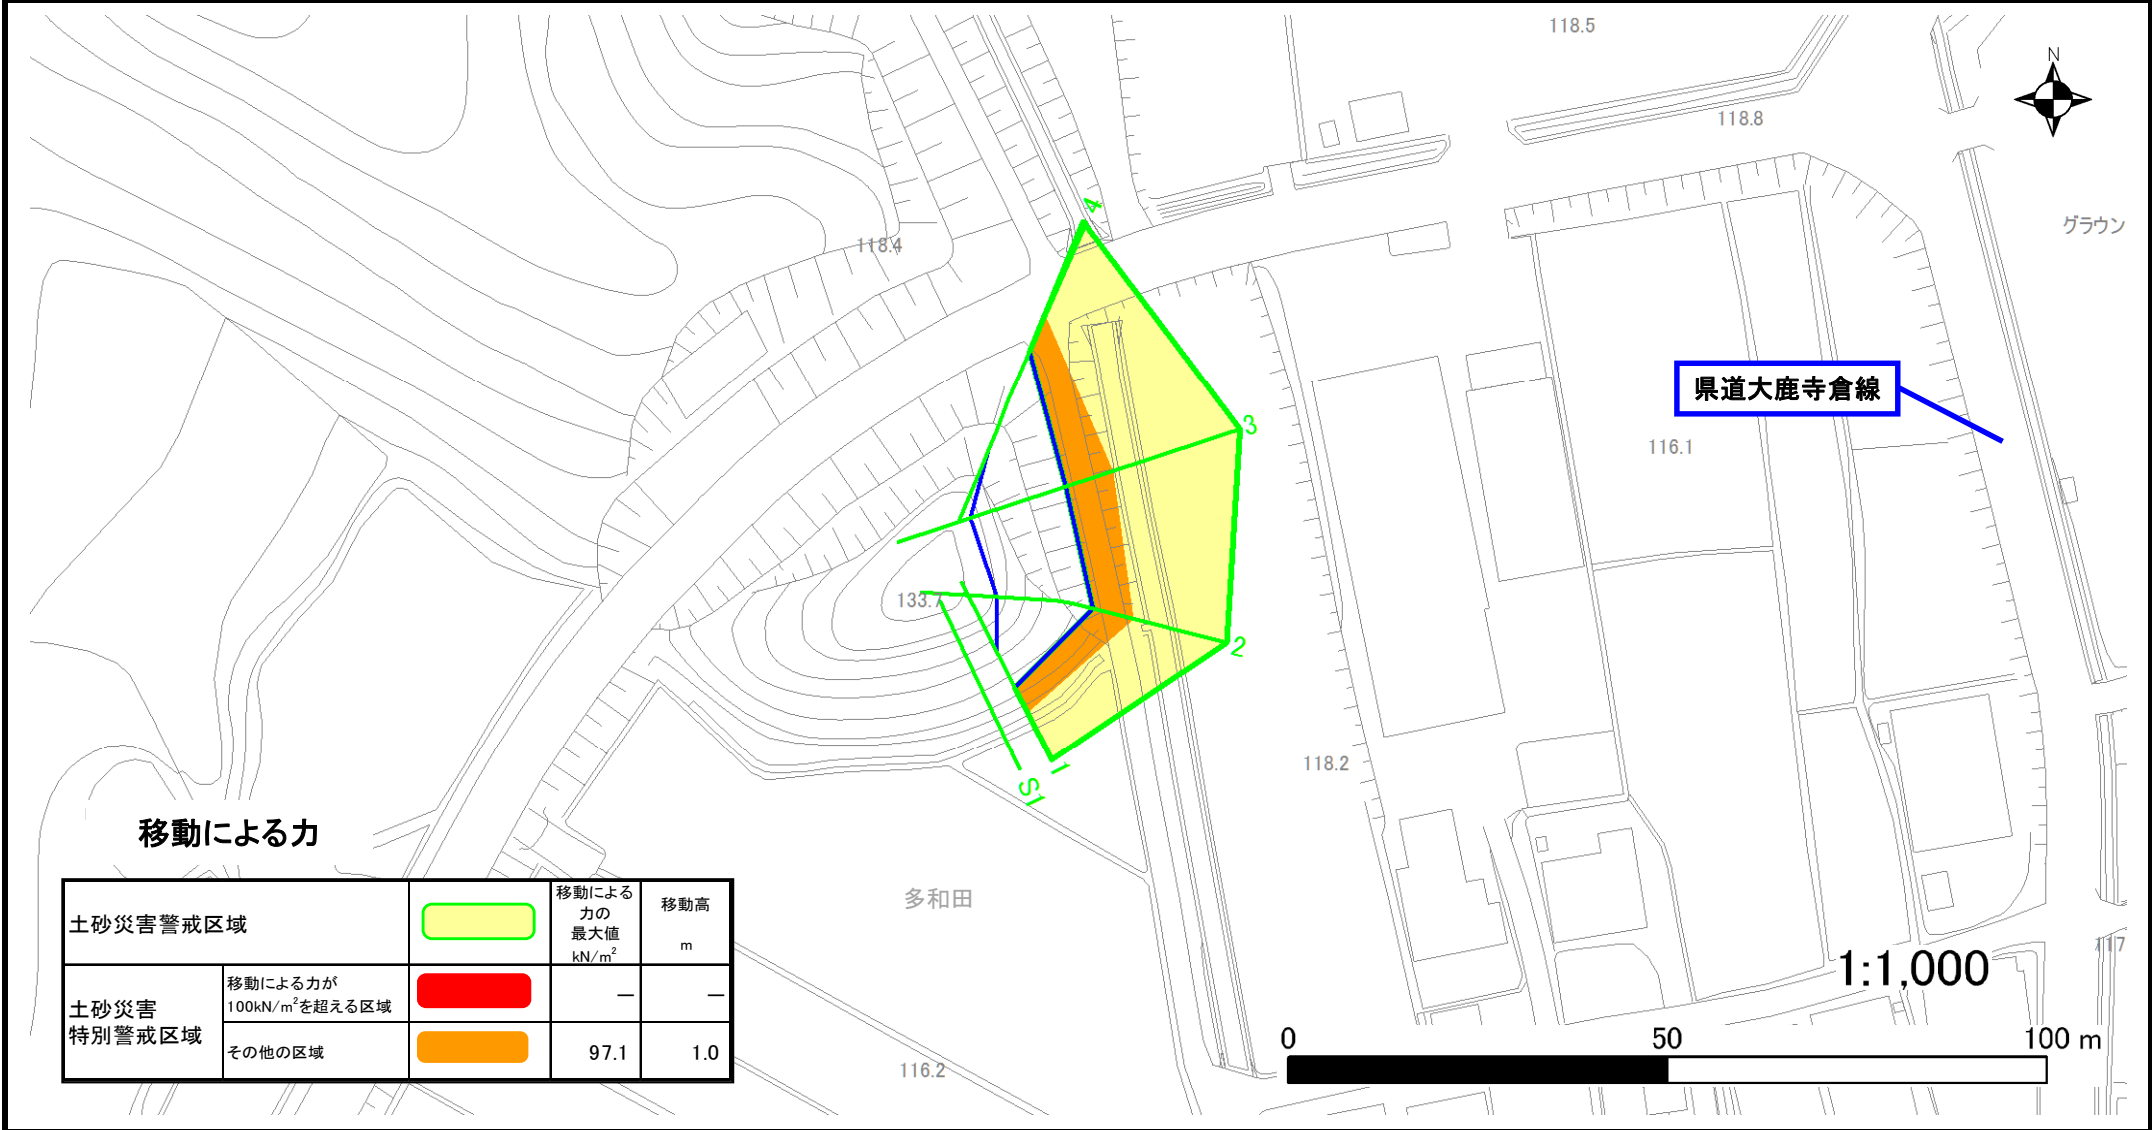 118.5
N
118.8
グラウン
4
118.4
県道大鹿寺倉線
3
116.1
133.7
2
118.2
1
S1
移動による力
多和田
土砂災害警戒区域
移動による
力の
最大値
kN/m²
移動高
m
117
1:1,000
土砂災害
特別警戒区域
移動による力が
100kN/m²を超える区域
—
—
その他の区域
97.1
1.0
0
50
100 m
116.2